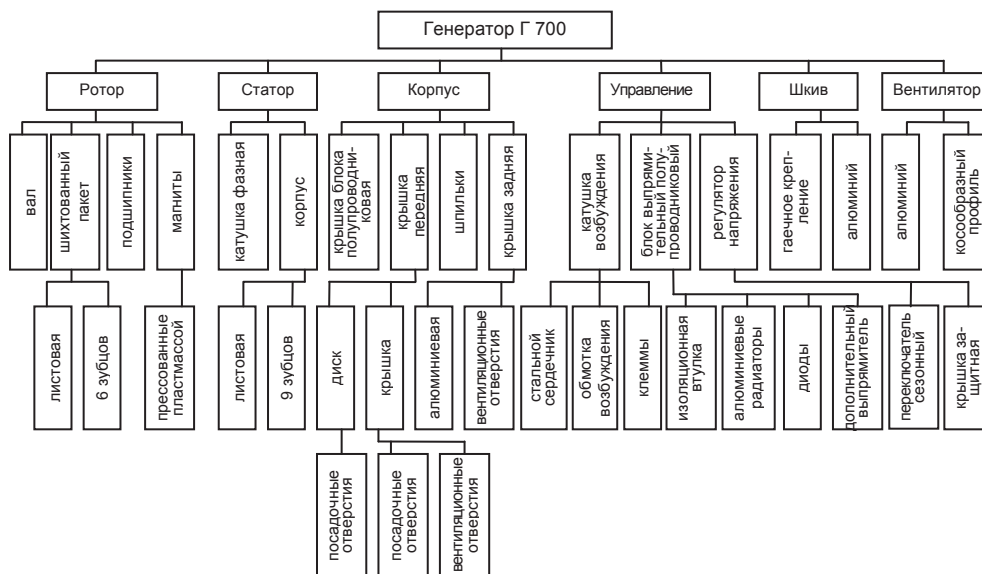 Генератор Г 700
Ротор
Статор
Корпус
Управление
Шкив
Вентилятор
вал
шихтованный
пакет
подшипники
магниты
катушка фазная
корпус
крышка блока
полупроводни-
ковая
крышка
передняя
шпильки
крышка задняя
катушка
возбуждения
блок выпрями-
тельный полу-
проводниковый
регулятор
напряжения
гаечное креп-
ление
алюминий
алюминий
косообразный
профиль
листовая
6 зубцов
прессованные
пластмассой
листовая
9 зубцов
диск
крышка
алюминиевая
вентиляционные
отверстия
стальной
сердечник
обмотка
возбуждения
клеммы
изоляционная
втулка
алюминиевые
радиаторы
диоды
дополнительный
выпрямитель
переключатель
сезонный
крышка за-
щитная
посадочные
отверстия
посадочные
отверстия
вентиляционные
отверстия